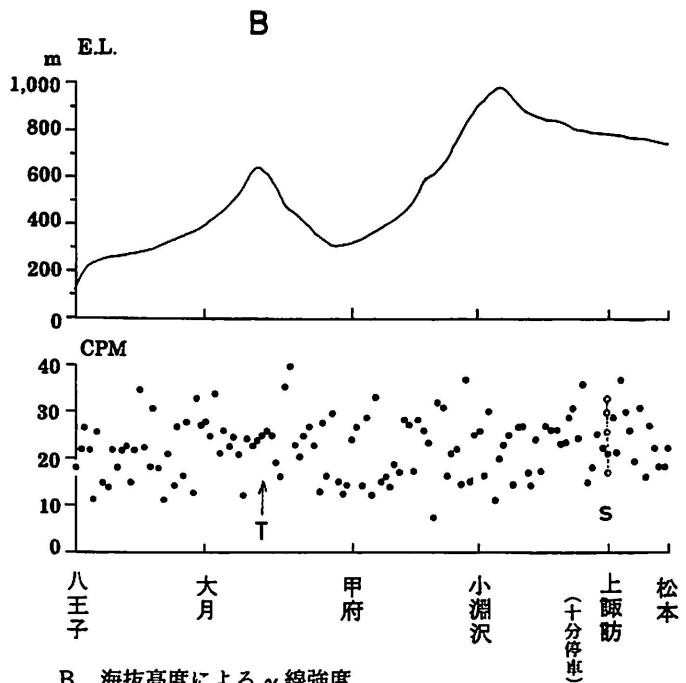 B
E.L.
m
1,000
800
600
400
200
0
CPM
40
30
20
10
0
T
S
八王子
大月
甲府
小淵沢
(十分停車)
上諏訪
松本
B 海抜高度によるγ線強度